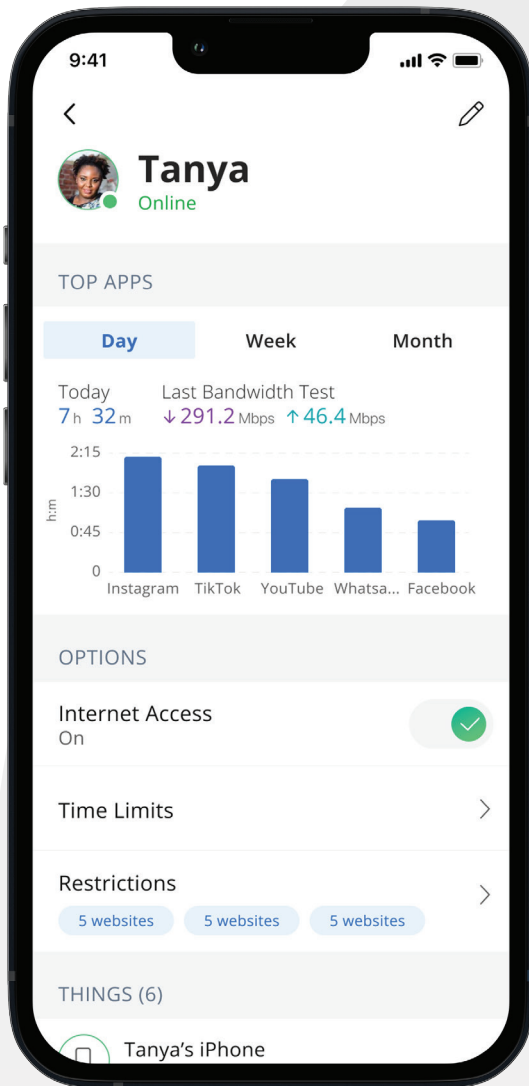 9:41
Tanya
Online
TOP APPS
Day Week Month
Today Last Bandwidth Test
7 h 32 m ↓291.2 Mbps ↑46.4 Mbps
2:15
1:30
0:45
0
h:m
Instagram TikTok YouTube Whatsa... Facebook
OPTIONS
Internet Access
On
Time Limits
Restrictions
5 websites 5 websites 5 websites
THINGS (6)
Tanya’s iPhone